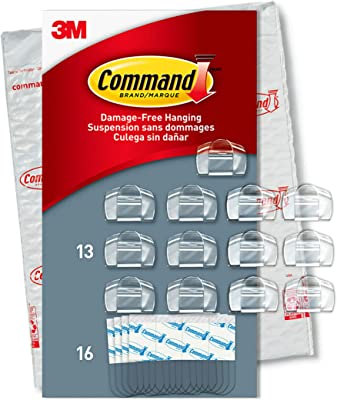 3M
Command
BRAND/MARQUE
Damage-Free Hanging
Suspension sans dommages
Culega sin dañar
13
16